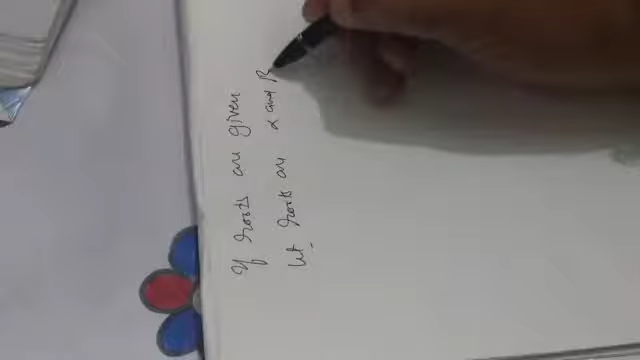 If roots are given
let roots are α and β